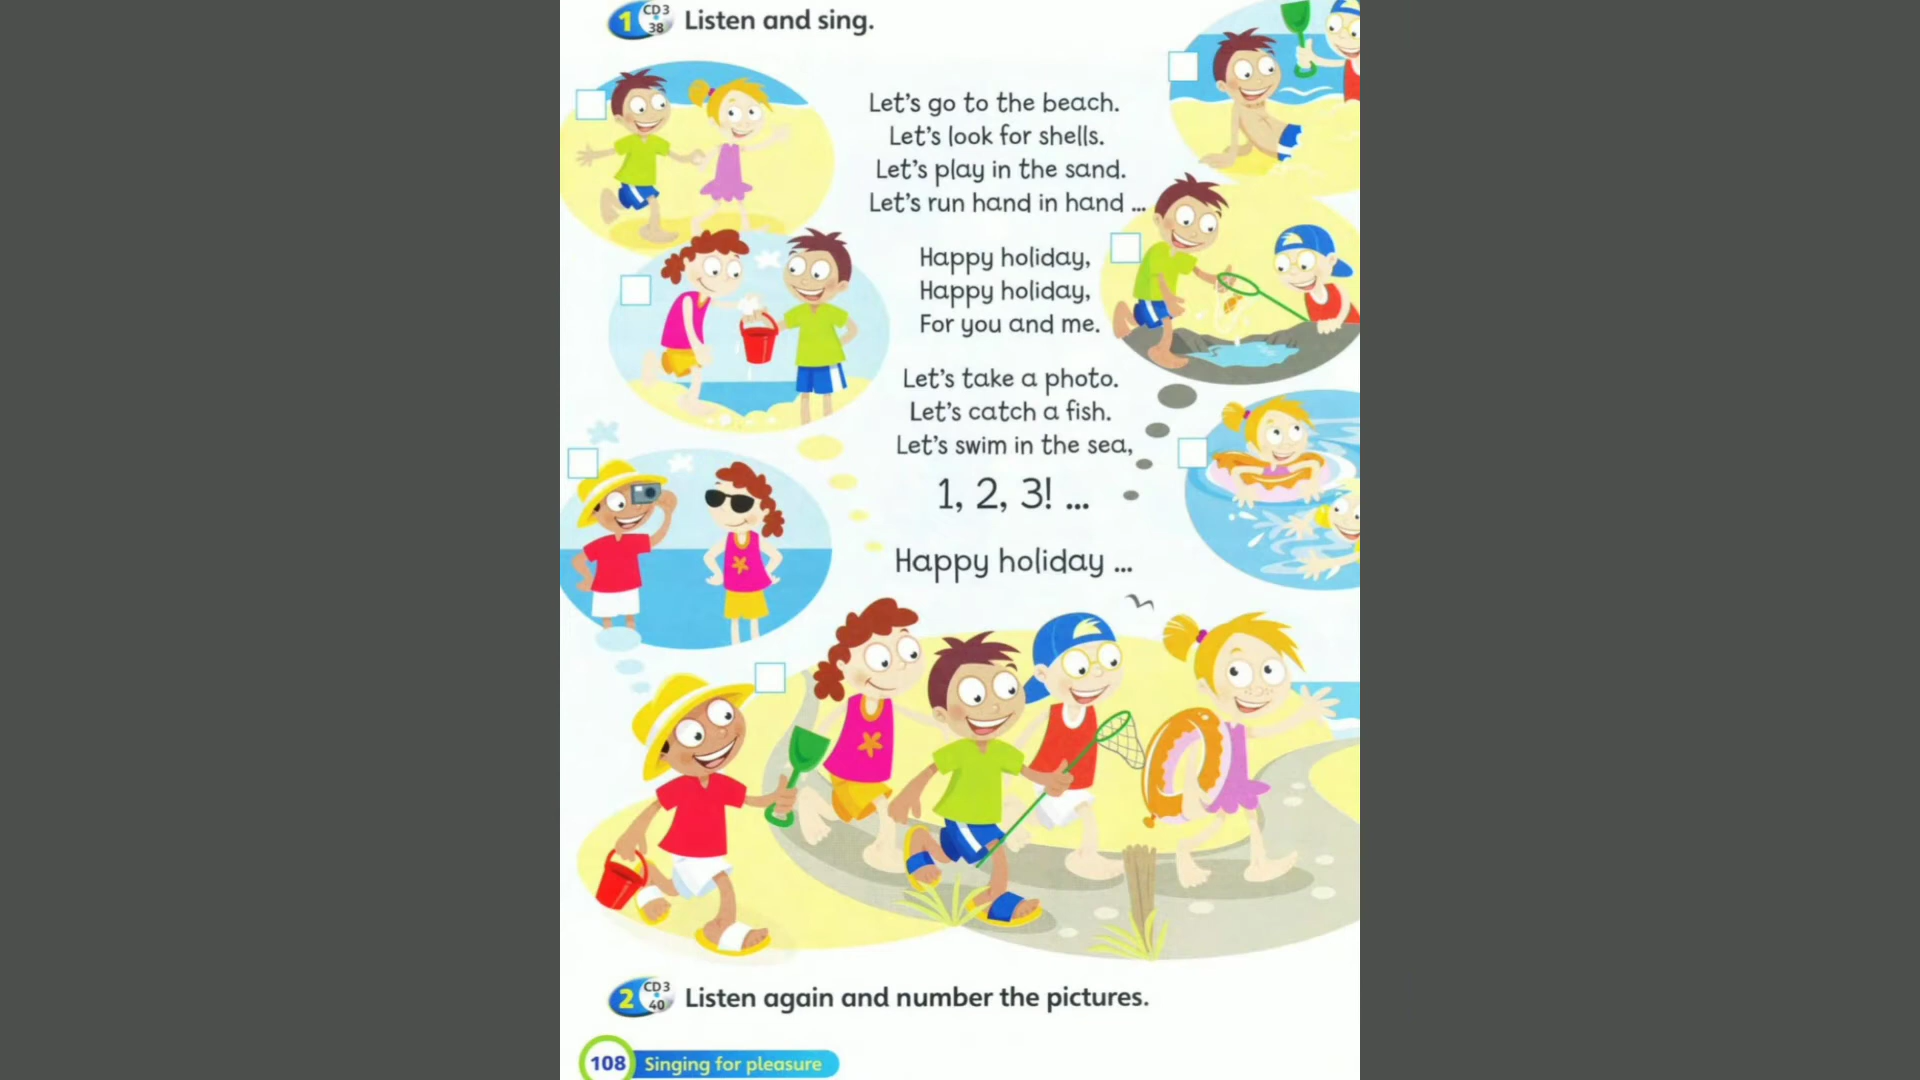 1 CD3 38 Listen and sing.
Let's go to the beach.
Let's look for shells.
Let's play in the sand.
Let's run hand in hand ...
Happy holiday,
Happy holiday,
For you and me.
Let's take a photo.
Let's catch a fish.
Let's swim in the sea,
1, 2, 3! ...
Happy holiday ...
2 CD3 40 Listen again and number the pictures.
108 Singing for pleasure